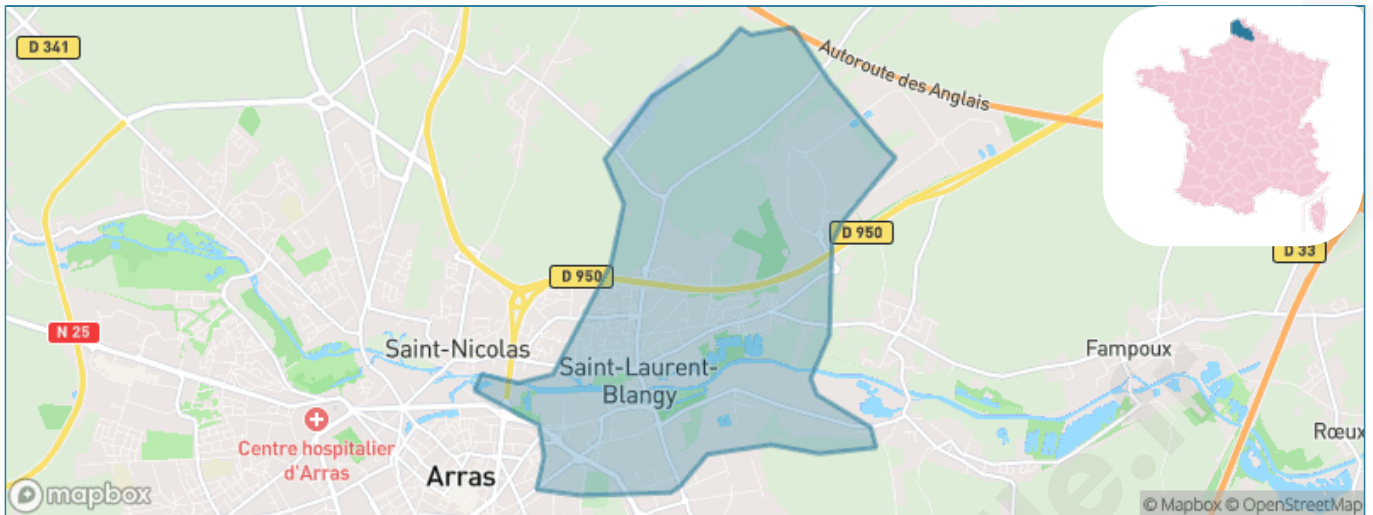 D 341
Autoroute des Anglais
D 950
D 33
D 950
N 25
Saint-Nicolas
Fampoux
Saint-Laurent-
Blangy
Centre hospitalier
d'Arras
Rœux
Arras
mapbox
© Mapbox © OpenStreetMap